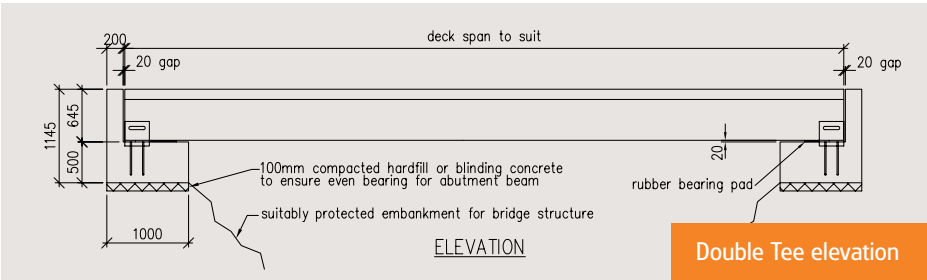 200
deck span to suit
20 gap
20 gap
1145
645
500
20
100mm compacted hardfill or blinding concrete
to ensure even bearing for abutment beam
rubber bearing pad
suitably protected embankment for bridge structure
1000
ELEVATION
Double Tee elevation